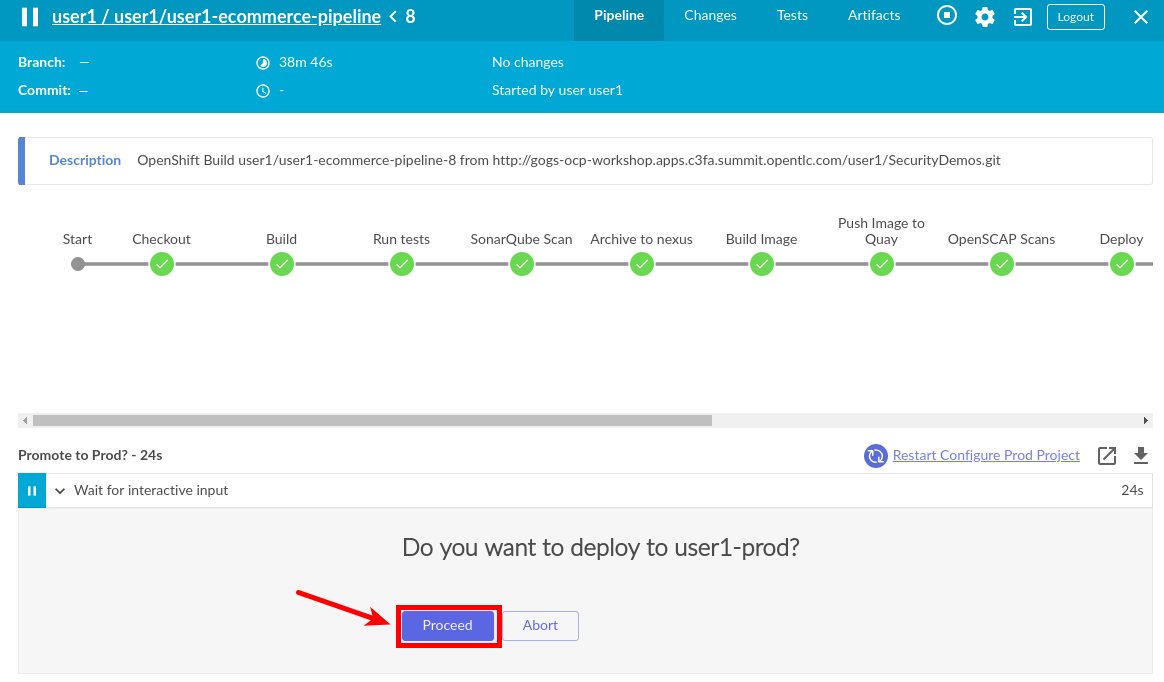 user1 / user1/user1-ecommerce-pipeline < 8
Pipeline Changes Tests Artifacts Logout
Branch: — 38m 46s No changes
Commit: — - Started by user user1
Description OpenShift Build user1/user1-ecommerce-pipeline-8 from http://gogs-ocp-workshop.apps.c3fa.summit.opentlc.com/user1/SecurityDemos.git
Push Image to
Start Checkout Build Run tests SonarQube Scan Archive to nexus Build Image Quay OpenSCAP Scans Deploy
Promote to Prod? - 24s Restart Configure Prod Project
Wait for interactive input 24s
Do you want to deploy to user1-prod?
Proceed Abort